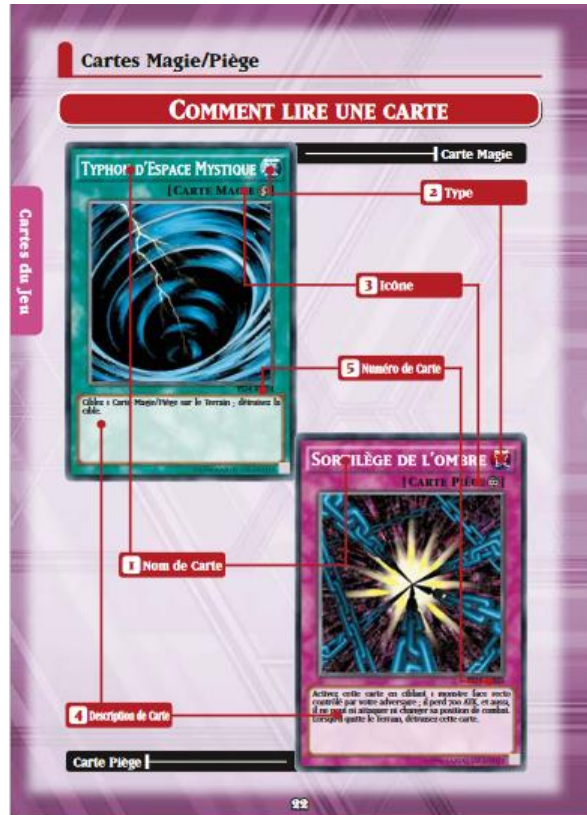 Cartes Magie/Piège
COMMENT LIRE UNE CARTE
Carte Magie
TYPHON D'ESPACE MYSTIQUE
[CARTE MAGIE]
2 Type
Cartes du Jeu
3 Icône
5 Numéro de Carte
Ciblez 1 Carte Magie/Piège sur le Terrain ; détruisez la
cible.
SORTILÈGE DE L'OMBRE
[CARTE PIÈGE]
1 Nom de Carte
Activez cette carte en ciblant 1 monstre face recto
contrôlé par votre adversaire ; il perd 700 ATK, et aussi,
il ne peut ni attaquer ni changer sa position de combat.
Lorsqu'il quitte le Terrain, détruisez cette carte.
4 Description de Carte
Carte Piège
22